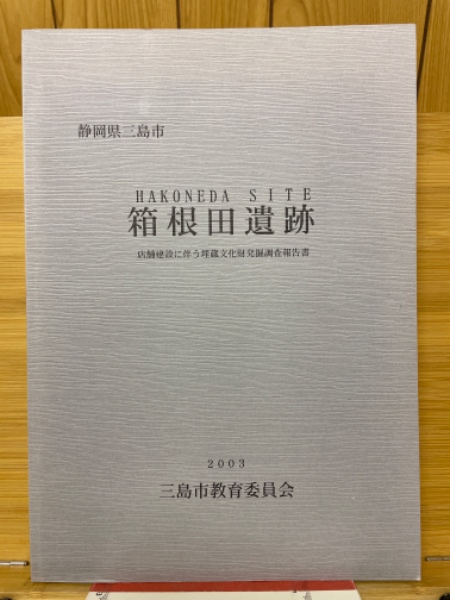 静岡県三島市
HAKONEDA SITE
箱根田遺跡
店舗建設に伴う埋蔵文化財発掘調査報告書
2003
三島市教育委員会